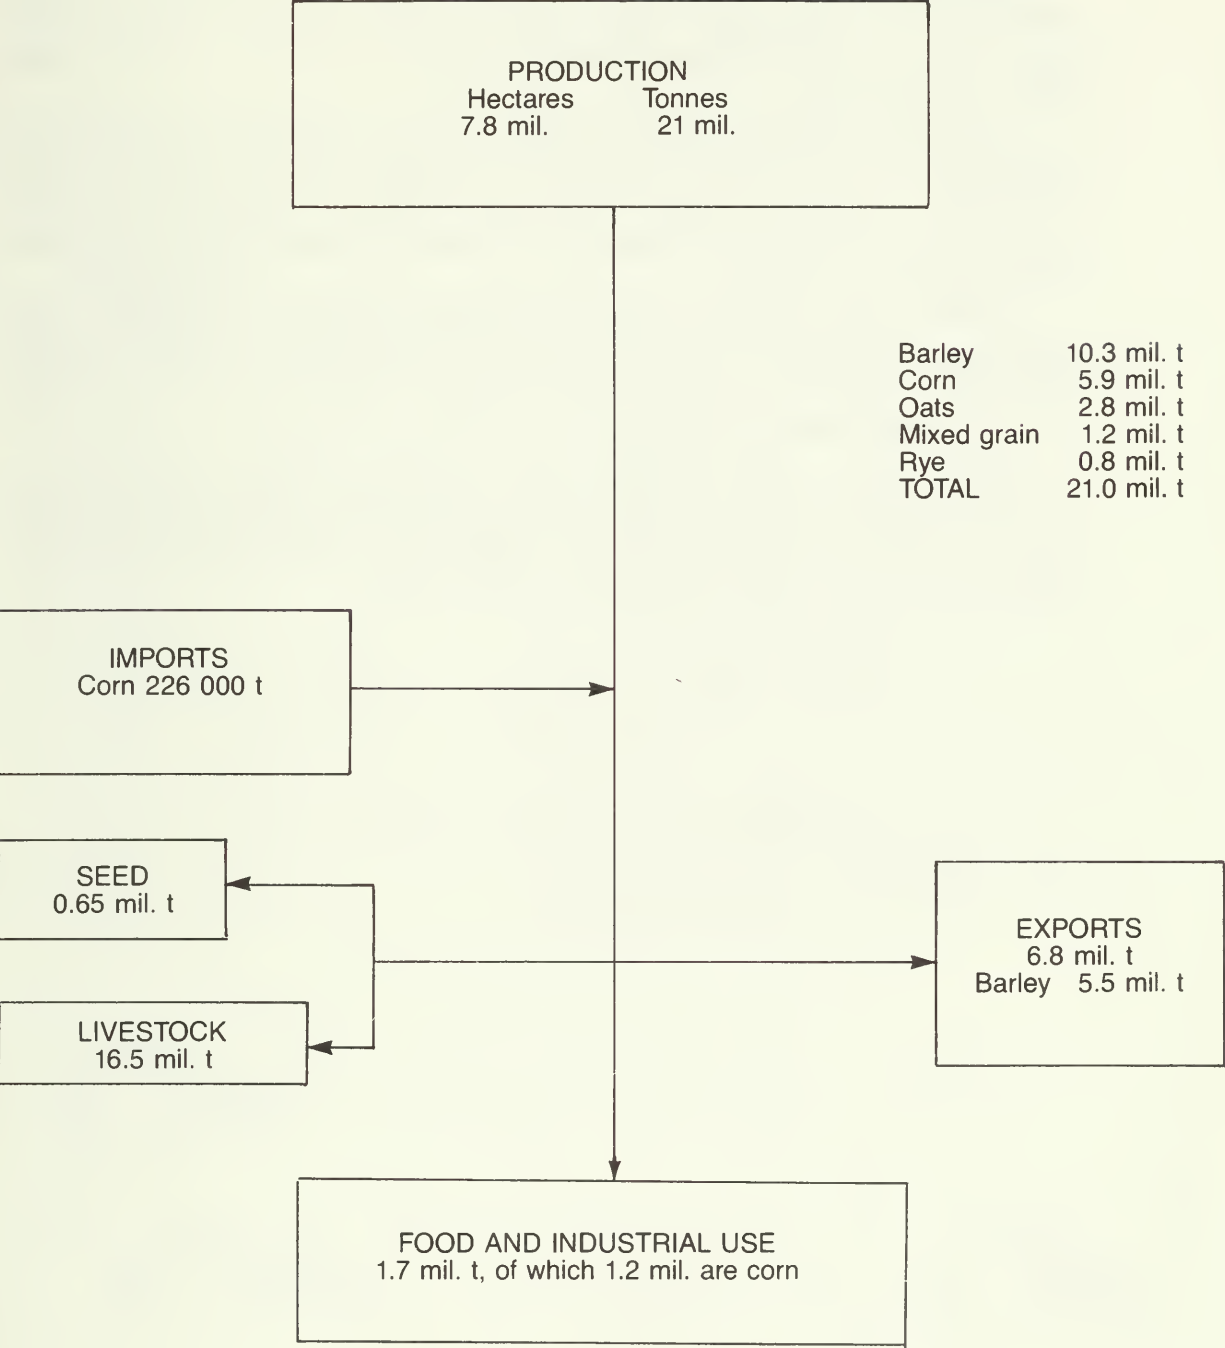 PRODUCTION
Hectares Tonnes
7.8 mil. 21 mil.
Barley 10.3 mil. t
Corn 5.9 mil. t
Oats 2.8 mil. t
Mixed grain 1.2 mil. t
Rye 0.8 mil. t
TOTAL 21.0 mil. t
IMPORTS
Corn 226 000 t
SEED
0.65 mil. t
EXPORTS
6.8 mil. t
Barley 5.5 mil. t
LIVESTOCK
16.5 mil. t
FOOD AND INDUSTRIAL USE
1.7 mil. t, of which 1.2 mil. are corn